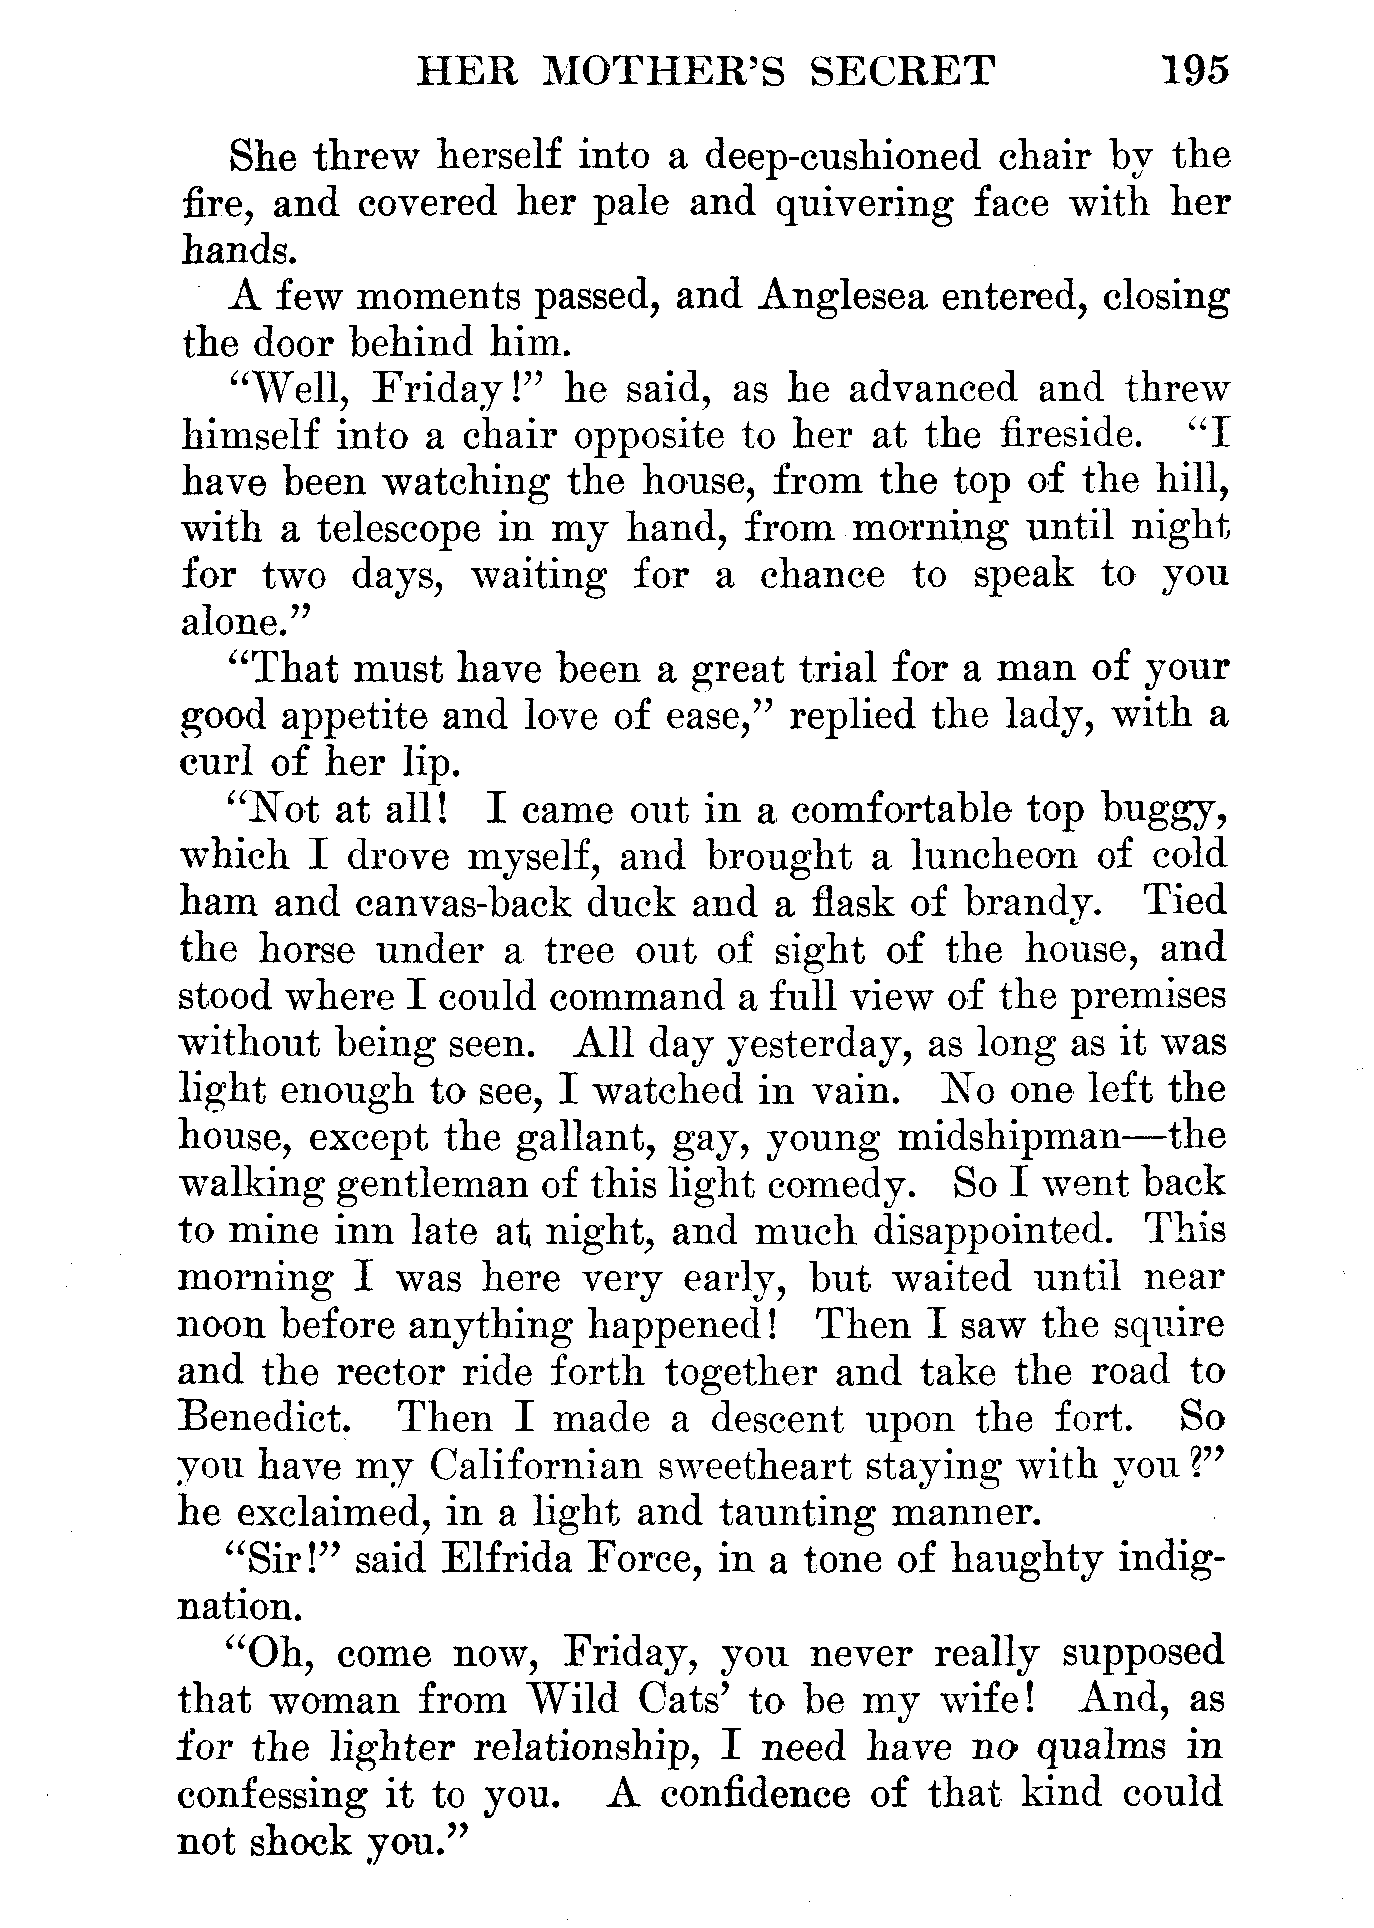 HER MOTHER'S SECRET 195
She threw herself into a deep-cushioned chair by the
fire, and covered her pale and quivering face with her
hands.
A few moments passed, and Anglesea entered, closing
the door behind him.
“Well, Friday!” he said, as he advanced and threw
himself into a chair opposite to her at the fireside. “I
have been watching the house, from the top of the hill,
with a telescope in my hand, from morning until night
for two days, waiting for a chance to speak to you
alone.”
“That must have been a great trial for a man of your
good appetite and love of ease,” replied the lady, with a
curl of her lip.
“Not at all! I came out in a comfortable top buggy,
which I drove myself, and brought a luncheon of cold
ham and canvas-back duck and a flask of brandy. Tied
the horse under a tree out of sight of the house, and
stood where I could command a full view of the premises
without being seen. All day yesterday, as long as it was
light enough to see, I watched in vain. No one left the
house, except the gallant, gay, young midshipman—the
walking gentleman of this light comedy. So I went back
to mine inn late at night, and much disappointed. This
morning I was here very early, but waited until near
noon before anything happened! Then I saw the squire
and the rector ride forth together and take the road to
Benedict. Then I made a descent upon the fort. So
you have my Californian sweetheart staying with you?”
he exclaimed, in a light and taunting manner.
“Sir!” said Elfrida Force, in a tone of haughty indig-
nation.
“Oh, come now, Friday, you never really supposed
that woman from Wild Cats’ to be my wife! And, as
for the lighter relationship, I need have no qualms in
confessing it to you. A confidence of that kind could
not shock you.”